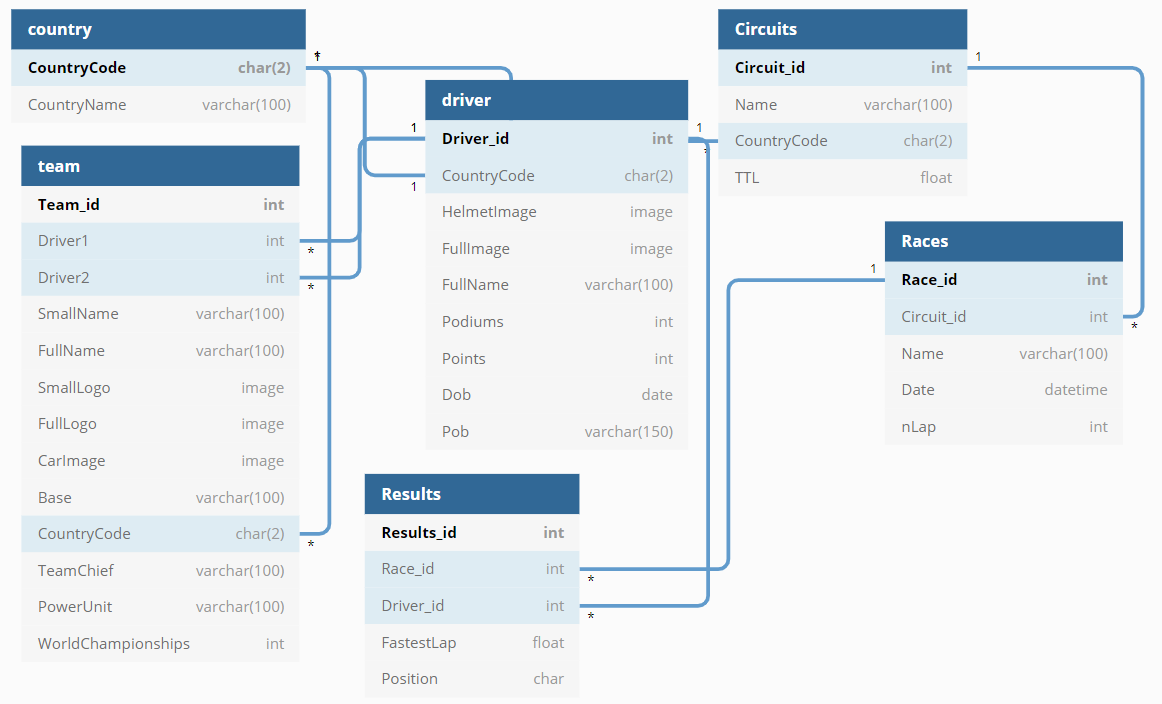 country
CountryCode char(2)
CountryName varchar(100)
team
Team_id int
Driver1 int
Driver2 int
SmallName varchar(100)
FullName varchar(100)
SmallLogo image
FullLogo image
CarImage image
Base varchar(100)
CountryCode char(2)
TeamChief varchar(100)
PowerUnit varchar(100)
WorldChampionships int
* * *
driver
1 Driver_id int 1
CountryCode char(2)
1
HelmetImage image
FullImage image
FullName varchar(100)
Podiums int
Points int
Dob date
Pob varchar(150)
Results
Results_id int
Race_id int
*
Driver_id int
*
FastestLap float
Position char
Circuits
Circuit_id int 1
Name varchar(100)
CountryCode char(2)
*
TTL float
Races
1 Race_id int
Circuit_id int
*
Name varchar(100)
Date datetime
nLap int